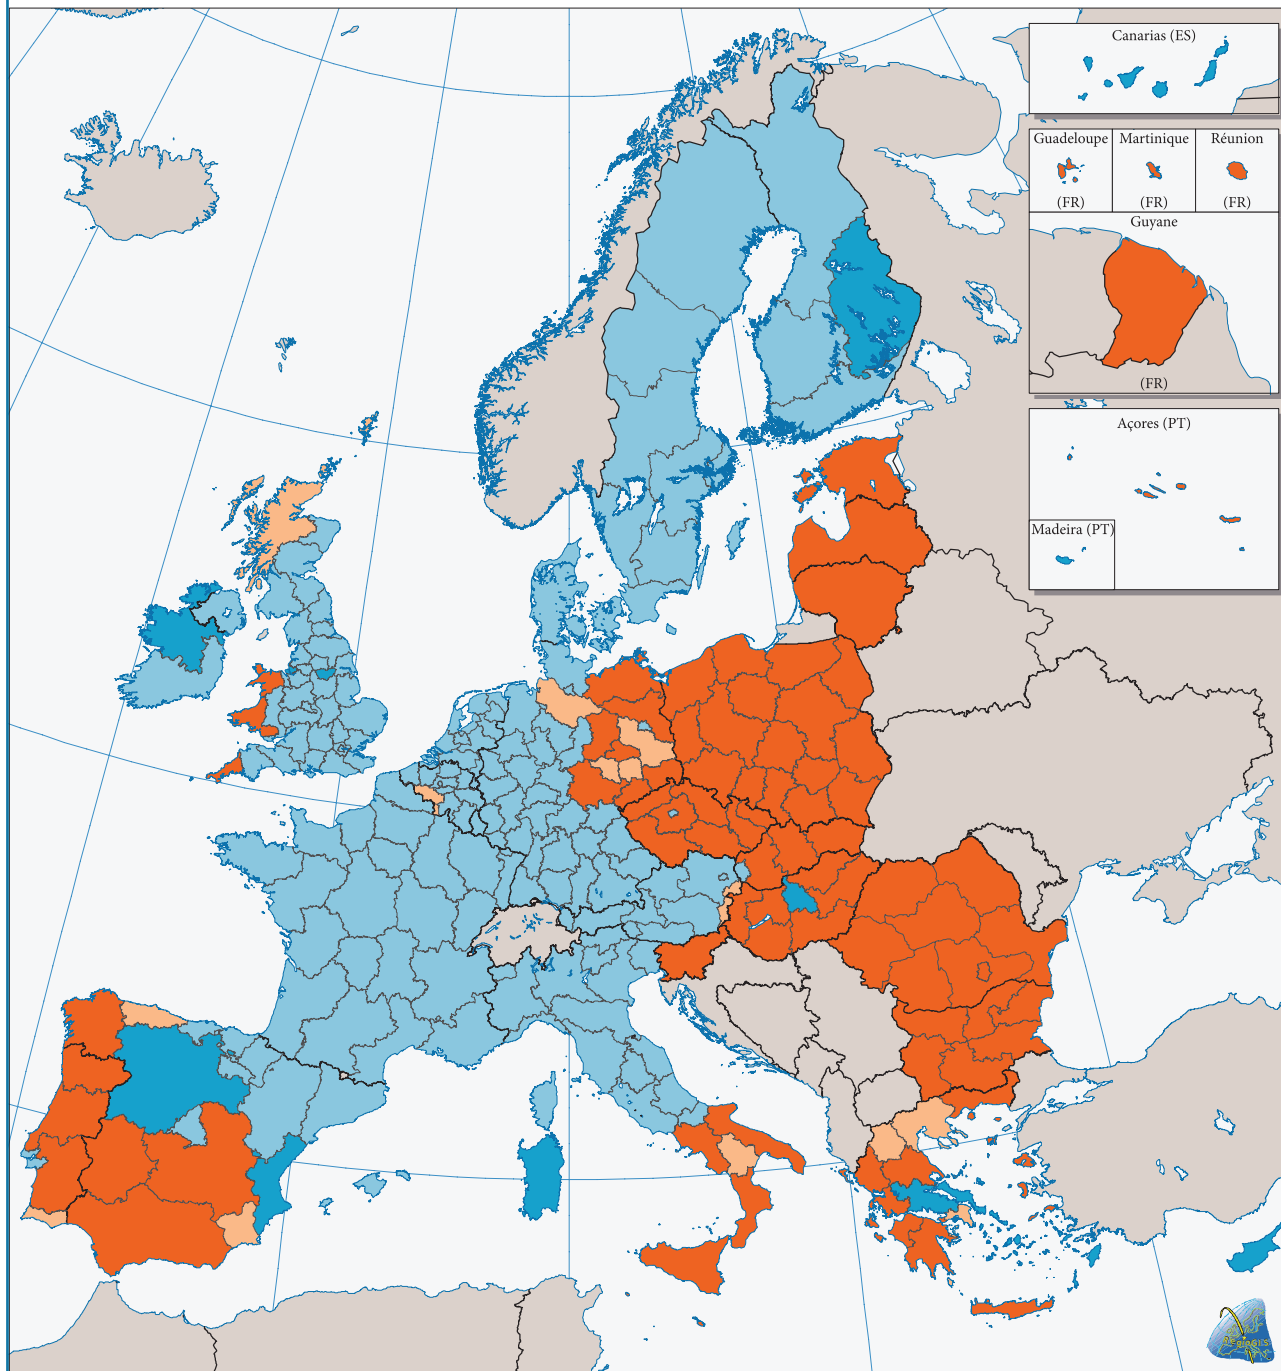 Canarias (ES)
Guadeloupe
Martinique
Réunion
(FR)
(FR)
(FR)
Guyane
(FR)
Açores (PT)
Madeira (PT)